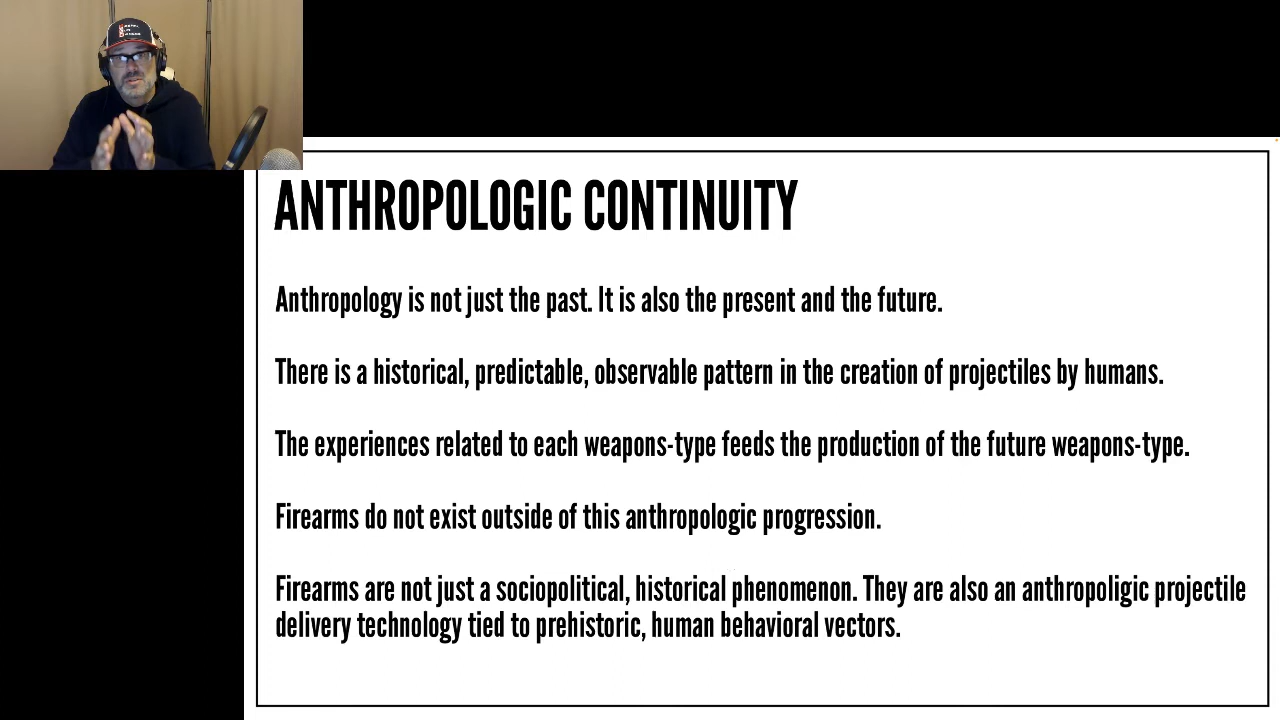 ANTHROPOLOGIC CONTINUITY
Anthropology is not just the past. It is also the present and the future.
There is a historical, predictable, observable pattern in the creation of projectiles by humans.
The experiences related to each weapons-type feeds the production of the future weapons-type.
Firearms do not exist outside of this anthropologic progression.
Firearms are not just a sociopolitical, historical phenomenon. They are also an anthropoligic projectile
delivery technology tied to prehistoric, human behavioral vectors.